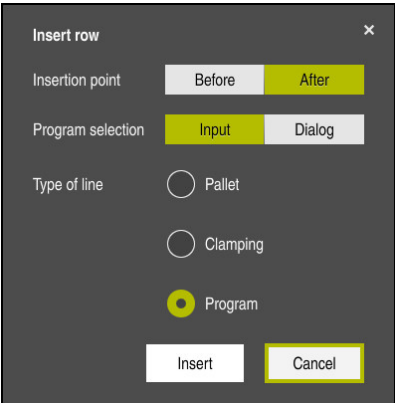 Insert row ×
Insertion point Before After
Program selection Input Dialog
Type of line Pallet
Clamping
Program
Insert Cancel